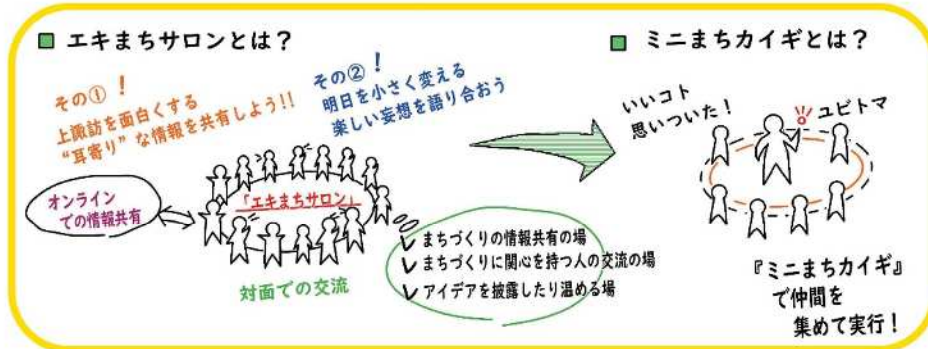 ■ エキまちサロンとは？
その①！
上諏訪を面白くする
“耳寄り”な情報を共有しよう!!
その②！
明日を小さく変える
楽しい妄想を語り合おう
オンライン
での情報共有
「エキまちサロン」
対面での交流
✓ まちづくりの情報共有の場
✓ まちづくりに関心を持つ人の交流の場
✓ アイデアを披露したり温める場
■ ミニまちカイギとは？
いいコト
思いついた！
ユビトマ
『ミニまちカイギ』
で仲間を
集めて実行！